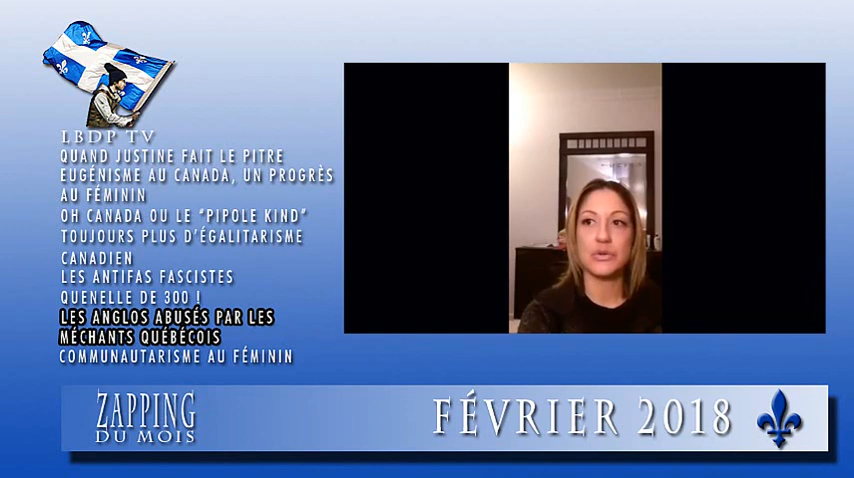 LBDP TV
QUAND JUSTINE FAIT LE PITRE
EUGÉNISME AU CANADA, UN PROGRÈS
AU FÉMININ
OH CANADA OU LE "PIPOLE KIND"
TOUJOURS PLUS D'ÉGALITARISME
CANADIEN
LES ANTIFAS FASCISTES
QUENELLE DE 300 !
LES ANGLOS ABUSÉS PAR LES
MÉCHANTS QUÉBÉCOIS
COMMUNAUTARISME AU FÉMININ
ZAPPING
DU MOIS
FÉVRIER 2018